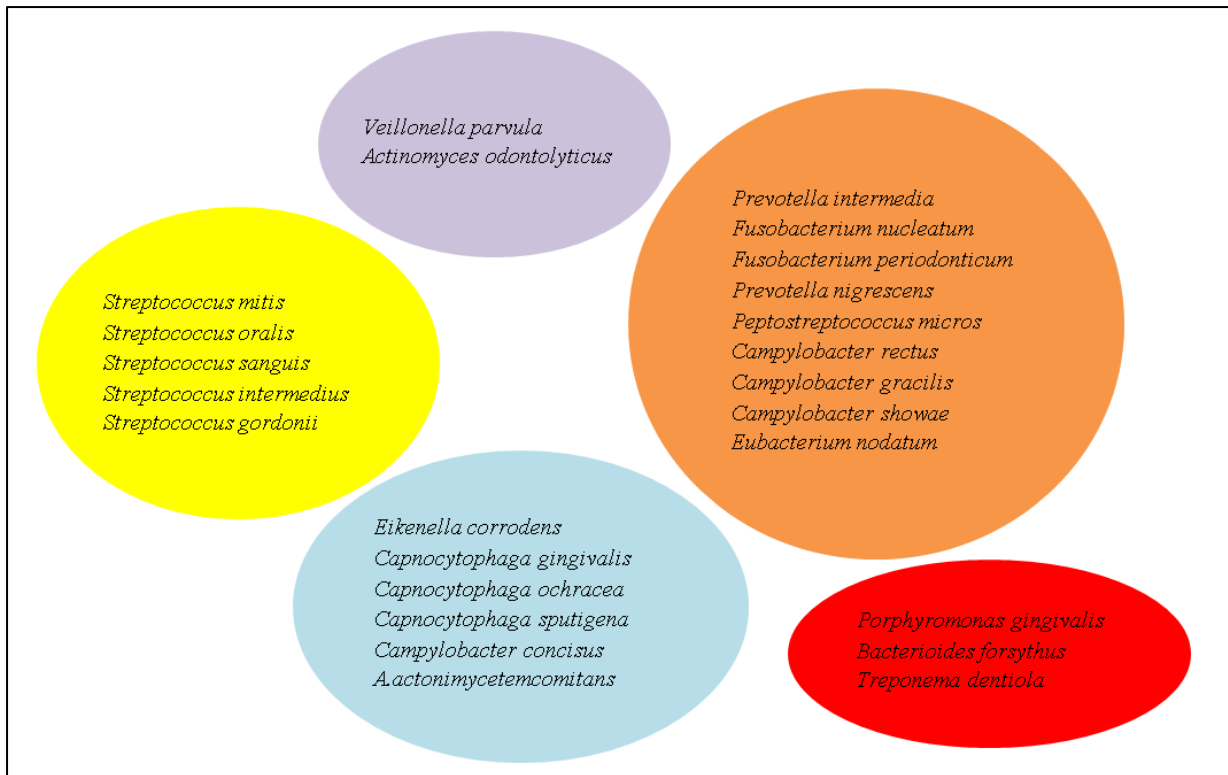 Veillonella parvula
Actinomyces odontolyticus
Prevotella intermedia
Fusobacterium nucleatum
Fusobacterium periodonticum
Prevotella nigrescens
Peptostreptococcus micros
Campylobacter rectus
Campylobacter gracilis
Campylobacter showae
Eubacterium nodatum
Streptococcus mitis
Streptococcus oralis
Streptococcus sanguis
Streptococcus intermedius
Streptococcus gordonii
Eikenella corrodens
Capnocytophaga gingivalis
Capnocytophaga ochracea
Capnocytophaga sputigena
Campylobacter concisus
A.actonimycetemcomitans
Porphyromonas gingivalis
Bacterioides forsythus
Treponema dentiola